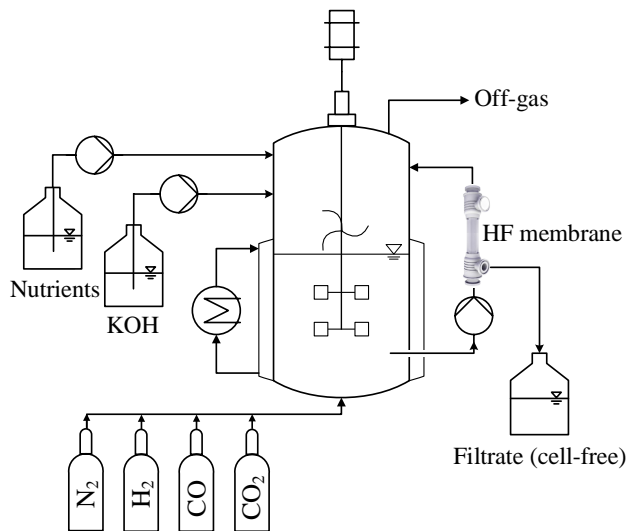 Off-gas
Nutrients
KOH
HF membrane
Filtrate (cell-free)
N₂
H₂
CO
CO₂